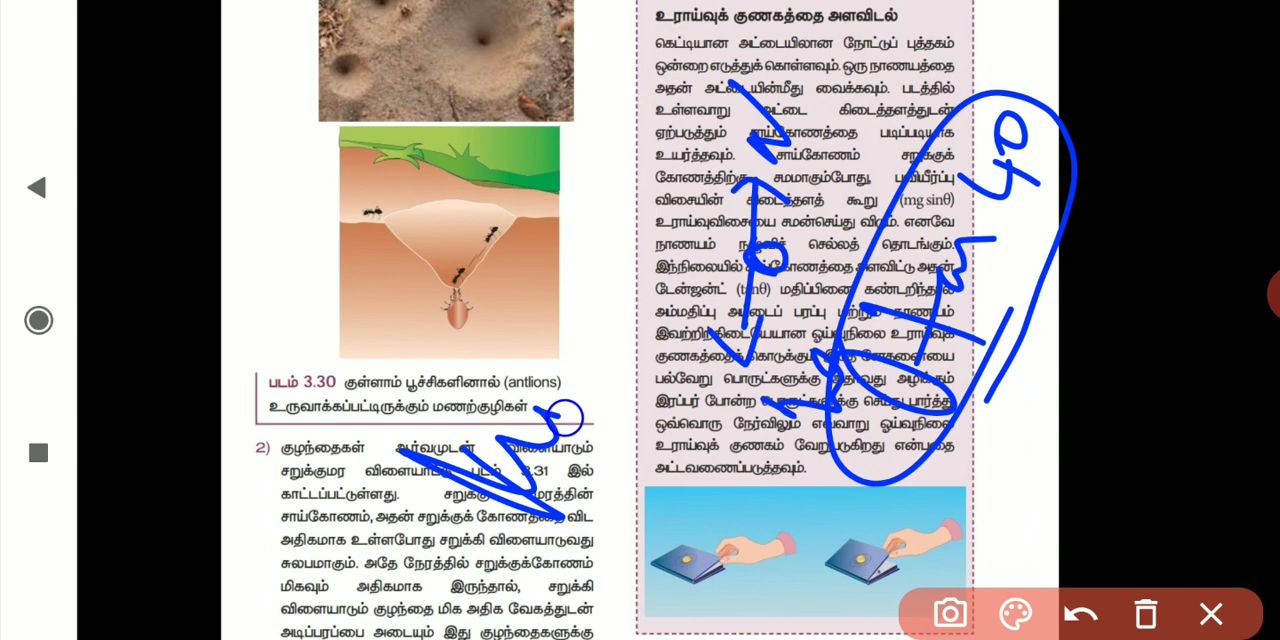 படம் 3.30 குள்ளாம் பூச்சிகளினால் (antlions)
உருவாக்கப்பட்டிருக்கும் மணற்குழிகள்
2) குழந்தைகள் ஆர்வமுடன் விளையாடும்
சறுக்குமர விளையாட்டு படம் 3.31 இல்
காட்டப்பட்டுள்ளது. சறுக்கு மரத்தின்
சாய்கோணம், அதன் சறுக்குக் கோணத்தை விட
அதிகமாக உள்ளபோது சறுக்கி விளையாடுவது
சுலபமாகும். அதே நேரத்தில் சறுக்குக்கோணம்
மிகவும் அதிகமாக இருந்தால், சறுக்கி
விளையாடும் குழந்தை மிக அதிக வேகத்துடன்
அடிப்பரப்பை அடையும் இது குழந்தைகளுக்கு
உராய்வுக் குணகத்தை அளவிடல்
கெட்டியான அட்டையிலான நோட்டுப் புத்தகம்
ஒன்றை எடுத்துக் கொள்ளவும். ஒரு நாணயத்தை
அதன் அட்டையின்மீது வைக்கவும். படத்தில்
உள்ளவாறு அட்டை கிடைத்தளத்துடன்
ஏற்படுத்தும் சாய்கோணத்தை படிப்படியாக
உயர்த்தவும். சாய்கோணம் சறுக்குக்
கோணத்திற்கு சமமாகும்போது, புவியீர்ப்பு
விசையின் கிடைத்தளத் கூறு (mg sinθ)
உராய்வுவிசையை சமன்செய்து விடும். எனவே
நாணயம் நழுவிச் செல்லத் தொடங்கும்.
இந்நிலையில் சாய்கோணத்தை அளவிட்டு அதன்
டேன்ஜன்ட் (tanθ) மதிப்பினை கண்டறிந்தால்
அம்மதிப்பு அட்டைப் பரப்பு மற்றும் நாணயம்
இவற்றிற்கிடையேயான ஓய்வுநிலை உராய்வுக்
குணகத்தைக் கொடுக்கும். இந்த சோதனையை
பல்வேறு பொருட்களுக்கு அதாவது அழிக்கும்
இரப்பர் போன்ற பொருட்களுக்கு செய்து பார்த்து
ஒவ்வொரு நேர்விலும் எவ்வாறு ஓய்வுநிலை
உராய்வுக் குணகம் வேறுபடுகிறது என்பதை
அட்டவணைப்படுத்தவும்.